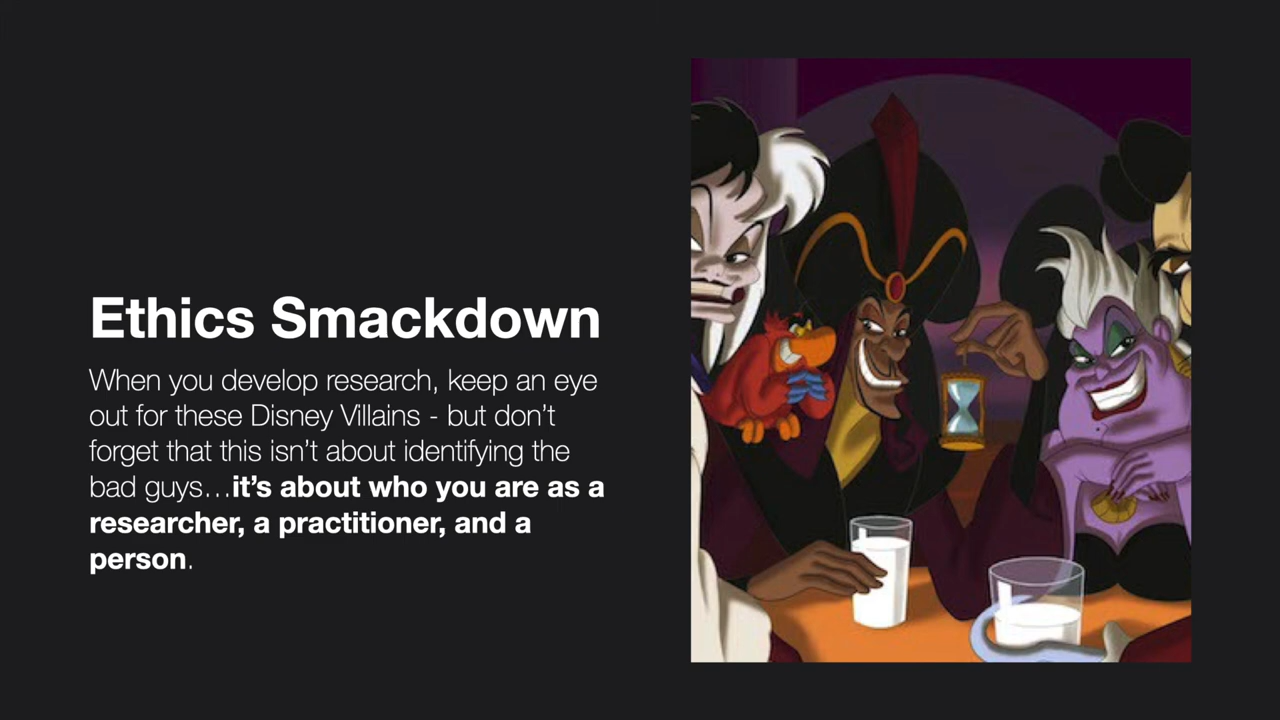 Ethics Smackdown
When you develop research, keep an eye
out for these Disney Villains - but don’t
forget that this isn’t about identifying the
bad guys…it’s about who you are as a
researcher, a practitioner, and a
person.